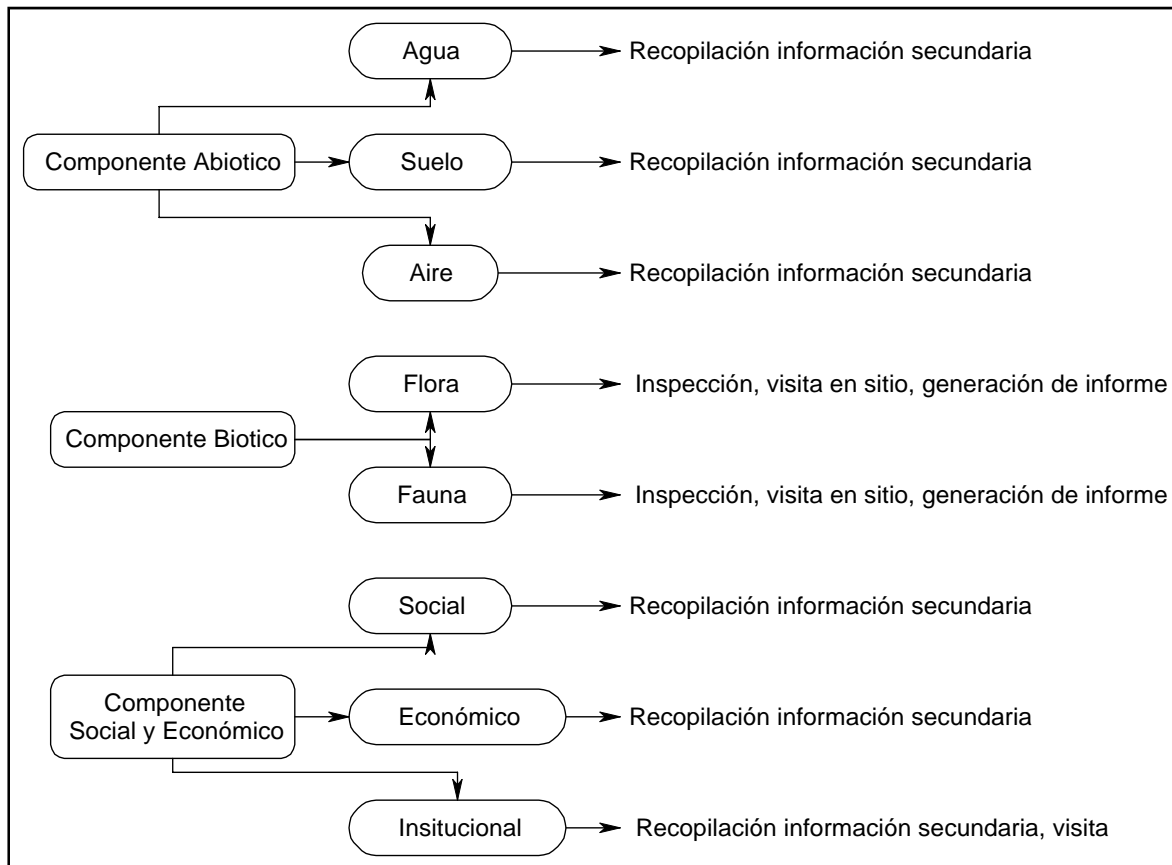 Agua
Recopilación información secundaria
Componente Abiotico
Suelo
Recopilación información secundaria
Aire
Recopilación información secundaria
Flora
Inspección, visita en sitio, generación de informe
Componente Biotico
Fauna
Inspección, visita en sitio, generación de informe
Social
Recopilación información secundaria
Componente
Social y Económico
Económico
Recopilación información secundaria
Insitucional
Recopilación información secundaria, visita